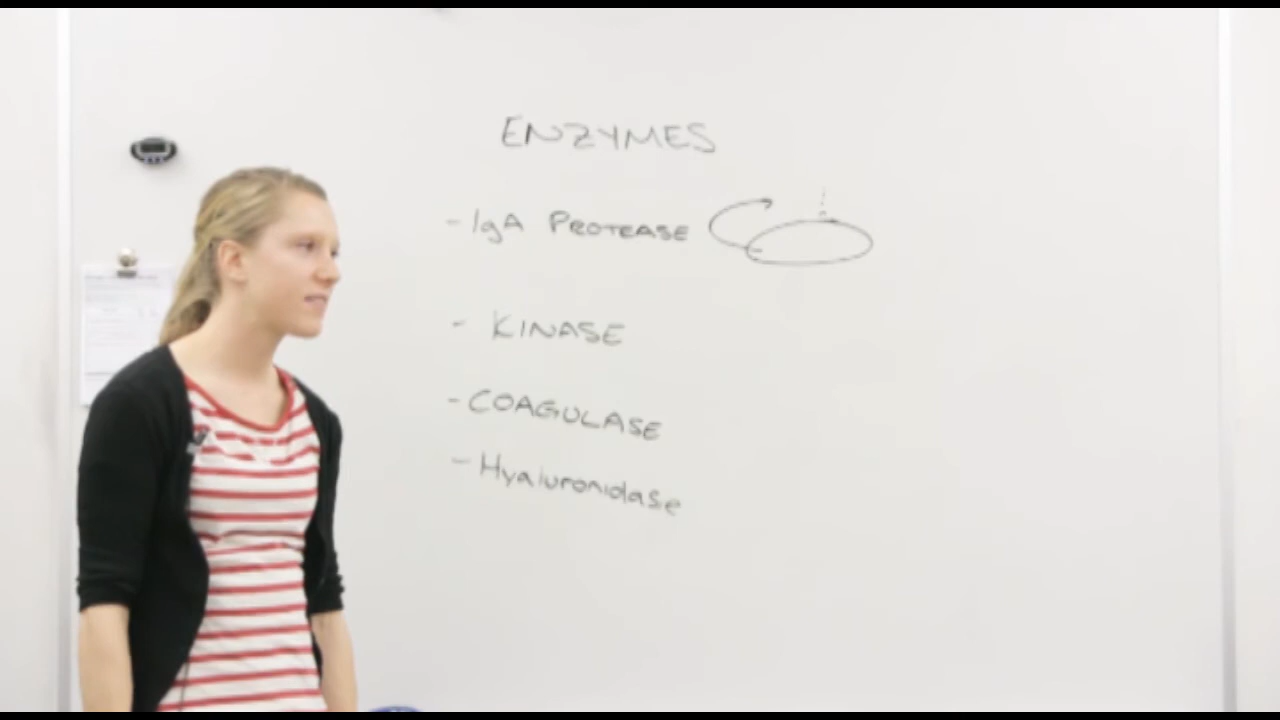 ENZYMES
- IgA PROTEASE
- KINASE
- COAGULASE
- Hyaluronidase